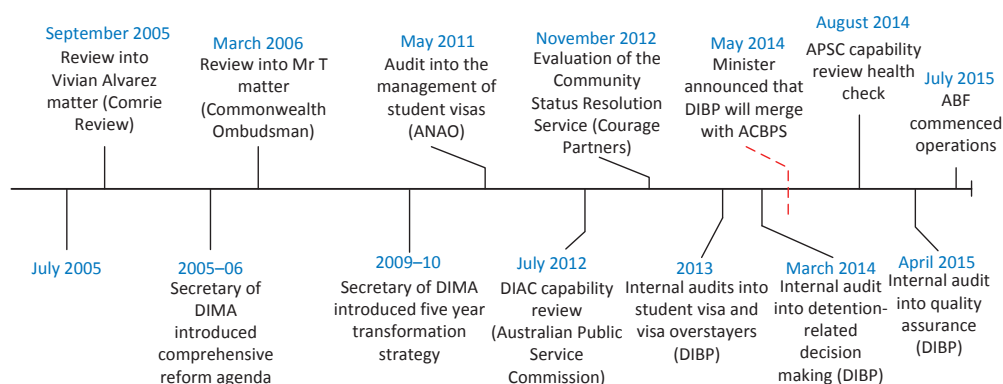 September 2005
Review into
Vivian Alvarez
matter (Comrie
Review)
March 2006
Review into Mr T
matter
(Commonwealth
Ombudsman)
May 2011
Audit into the
management of
student visas
(ANAO)
November 2012
Evaluation of the
Community
Status Resolution
Service (Courage
Partners)
May 2014
Minister
announced that
DIBP will merge
with ACBPS
August 2014
APSC capability
review health
check
July 2015
ABF
commenced
operations
July 2005
2005–06
Secretary of
DIMA
introduced
comprehensive
reform agenda
2009–10
Secretary of DIMA
introduced five year
transformation
strategy
July 2012
DIAC capability
review
(Australian Public
Service
Commission)
2013
Internal audits into
student visa and
visa overstayers
(DIBP)
March 2014
Internal audit
into detention-
related
decision
making (DIBP)
April 2015
Internal audit
into quality
assurance
(DIBP)